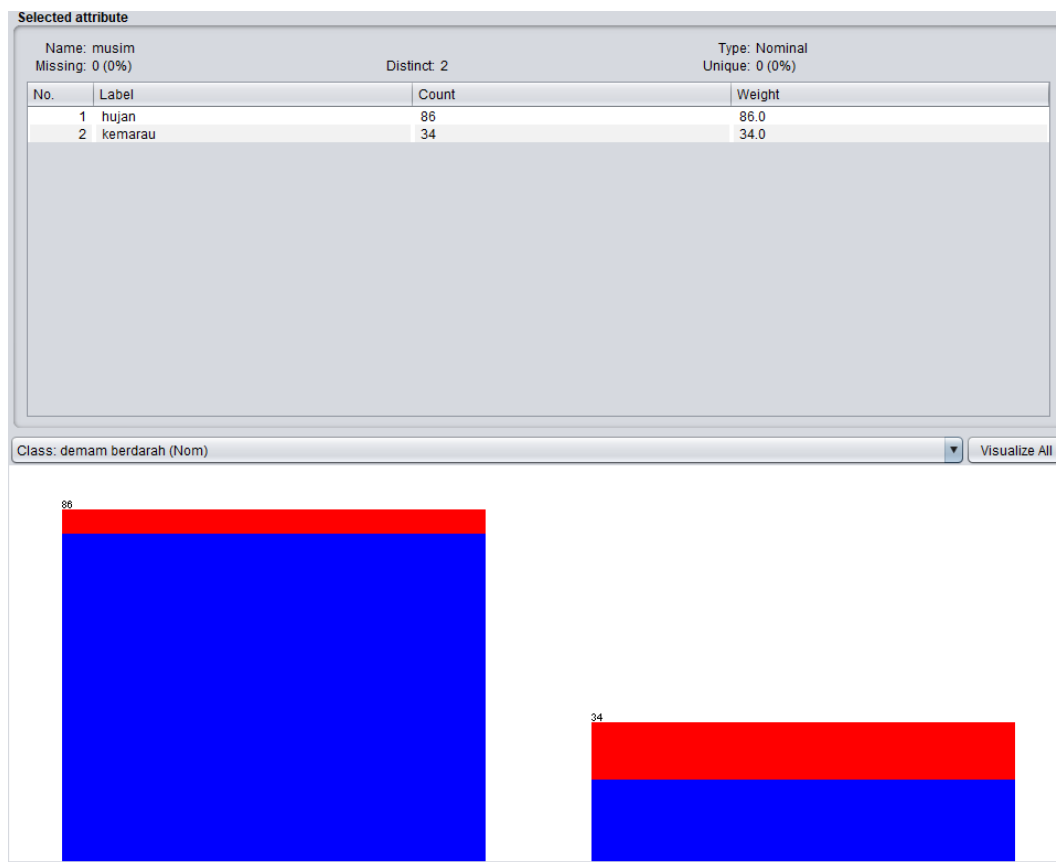 Selected attribute
Name: musim Type: Nominal
Missing: 0 (0%) Distinct: 2 Unique: 0 (0%)
No. Label Count Weight
1 hujan 86 86.0
2 kemarau 34 34.0
Class: demam berdarah (Nom) Visualize All
86
34